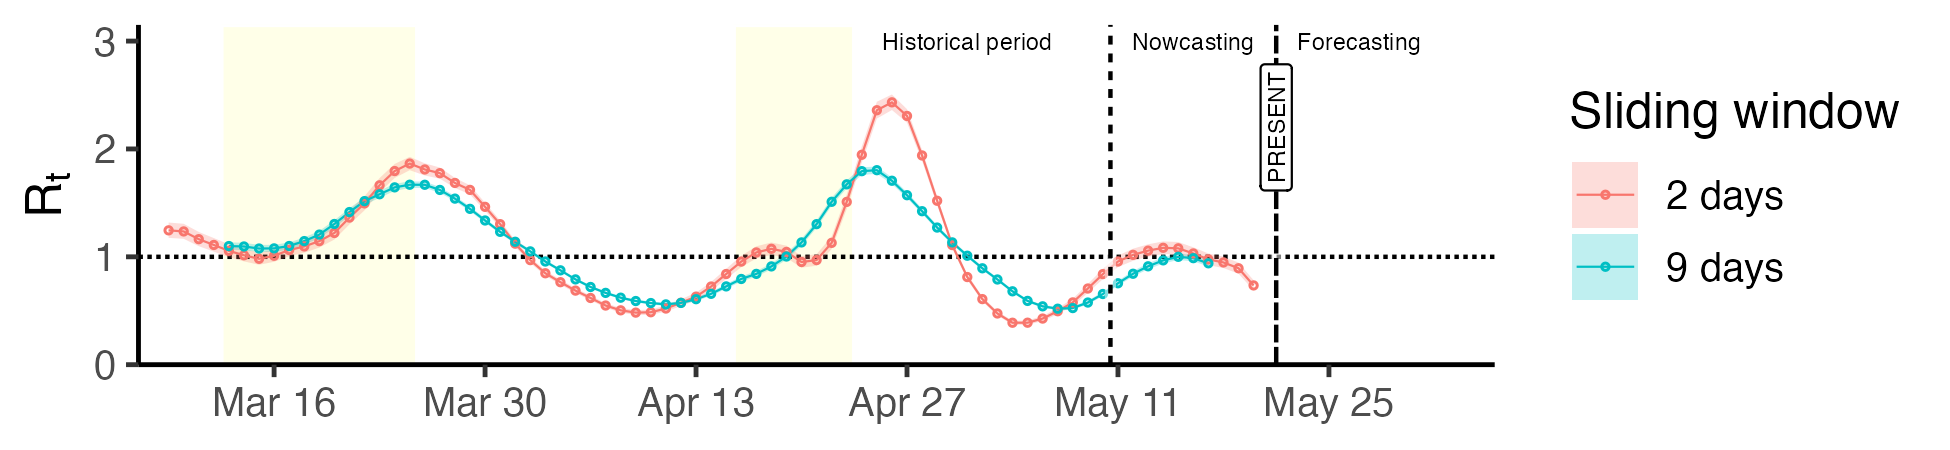 3
2
1
0
Rt
Historical period
Nowcasting
Forecasting
PRESENT
Mar 16
Mar 30
Apr 13
Apr 27
May 11
May 25
Sliding window
2 days
9 days